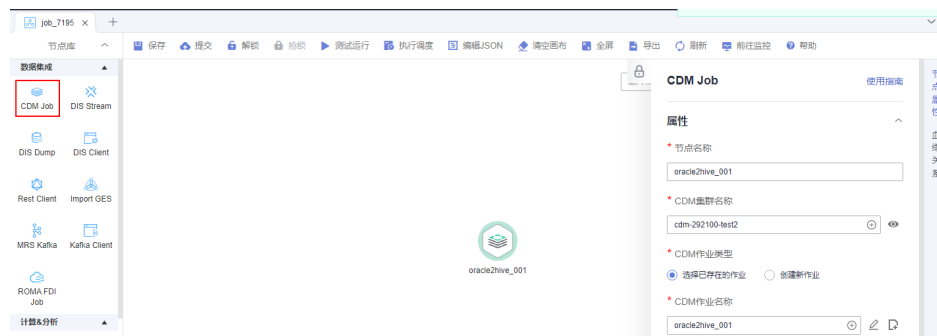 job_7195 × +
节点库
保存 提交 解锁 抢锁 测试运行 执行调度 编辑JSON 清空画布 全屏 导出 刷新 前往监控 帮助
数据集成
CDM Job DIS Stream
DIS Dump DIS Client
Rest Client Import GES
MRS Kafka Kafka Client
ROMA FDI
Job
计算&分析
oracle2hive_001
CDM Job 使用指南
属性
* 节点名称
oracle2hive_001
* CDM集群名称
cdm-292100-test2
* CDM作业类型
选择已存在的作业 创建新作业
* CDM作业名称
oracle2hive_001